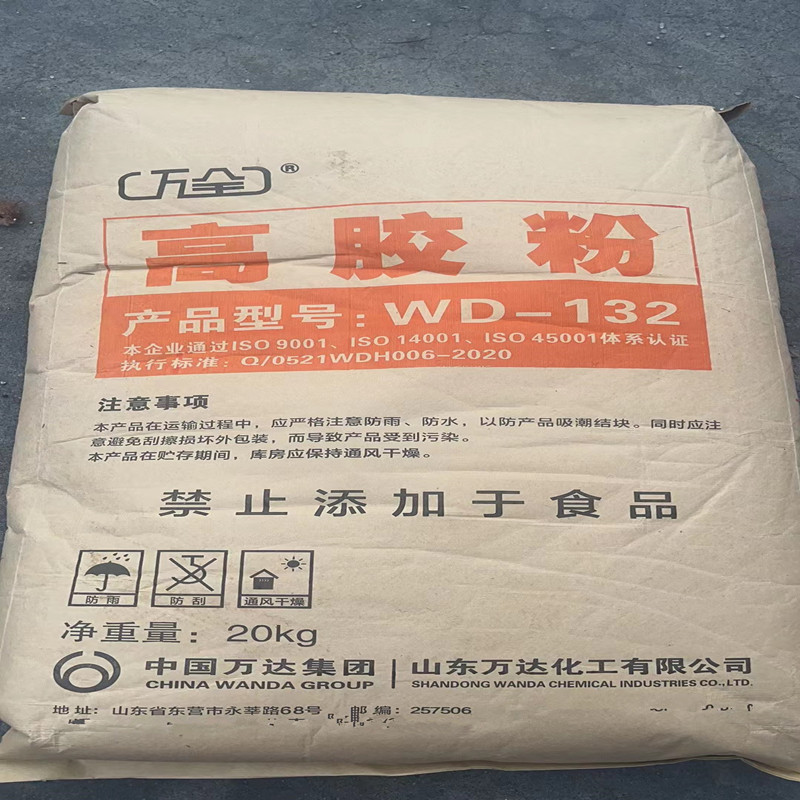 万全®
高胶粉
产品型号：WD-132
本企业通过ISO 9001、ISO 14001、ISO 45001体系认证
执行标准：Q/0521WDH006-2020
注意事项
本产品在运输过程中，应严格注意防雨、防水，以防产品吸潮结块。同时应注
意避免刮擦损坏外包装，而导致产品受到污染。
本产品在贮存期间，库房应保持通风干燥。
禁止添加于食品
防雨 防刮 通风干燥
净重量：20kg
中国万达集团 | 山东万达化工有限公司
CHINA WANDA GROUP SHANDONG WANDA CHEMICAL INDUSTRIES CO.,LTD.
地址：山东省东营市永莘路68号 邮编：257506